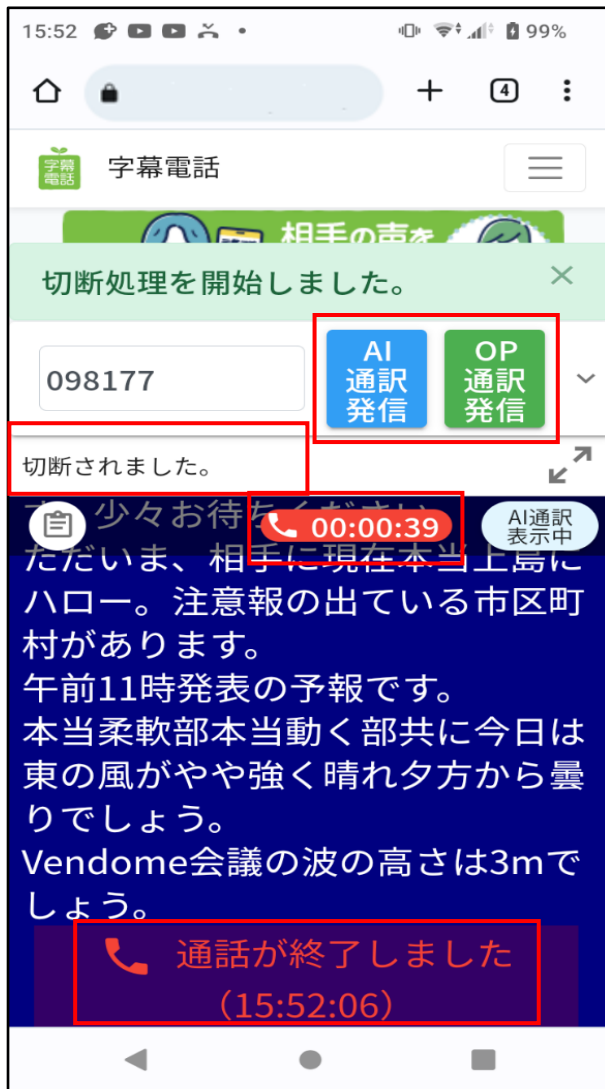 15:52 99%
4
字幕電話 字幕電話
相手の声を
切断処理を開始しました。 ×
098177
AI通訳発信
OP通訳発信
切断されました。
す。少々お待ちください。
00:00:39
AI通訳表示中
ただいま、相手に現在本当上島に
ハロー。注意報の出ている市区町
村があります。
午前11時発表の予報です。
本当柔軟部本当動く部共に今日は
東の風がやや強く晴れ夕方から曇
りでしょう。
Vendome会議の波の高さは3mで
しょう。
通話が終了しました
（15:52:06）